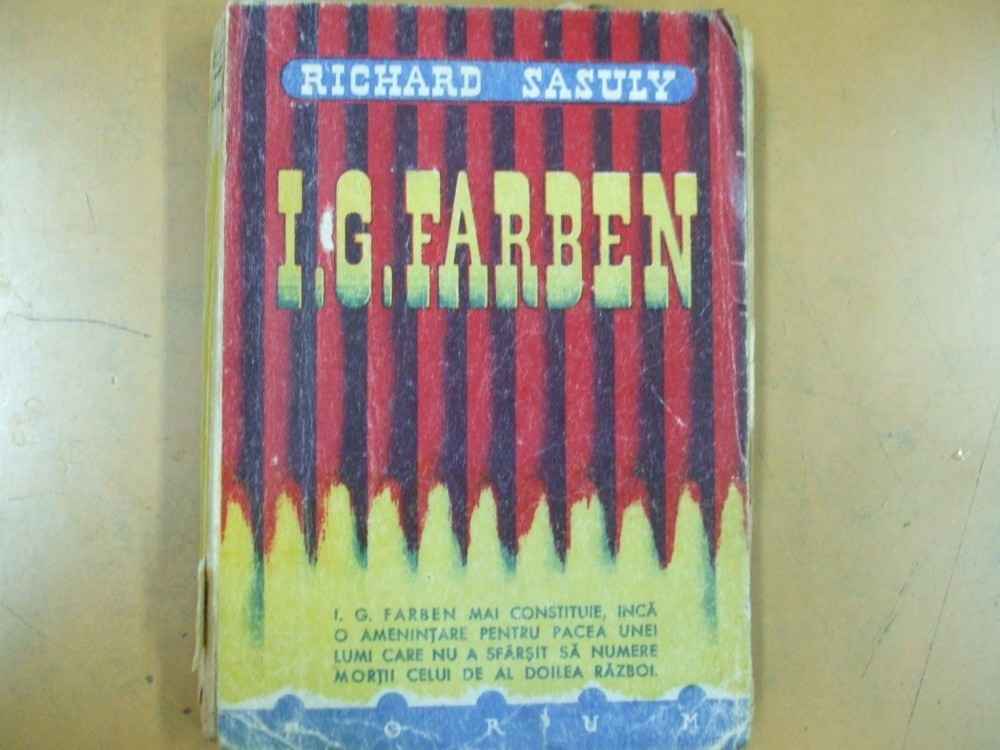 RICHARD SASULY
I.G. FARBEN
I. G. FARBEN MAI CONSTITUIE, INCĂ
O AMENINȚARE PENTRU PACEA UNEI
LUMI CARE NU A SFÂRȘIT SĂ NUMERE
MORȚII CELUI DE AL DOILEA RĂZBOI.
FORUM